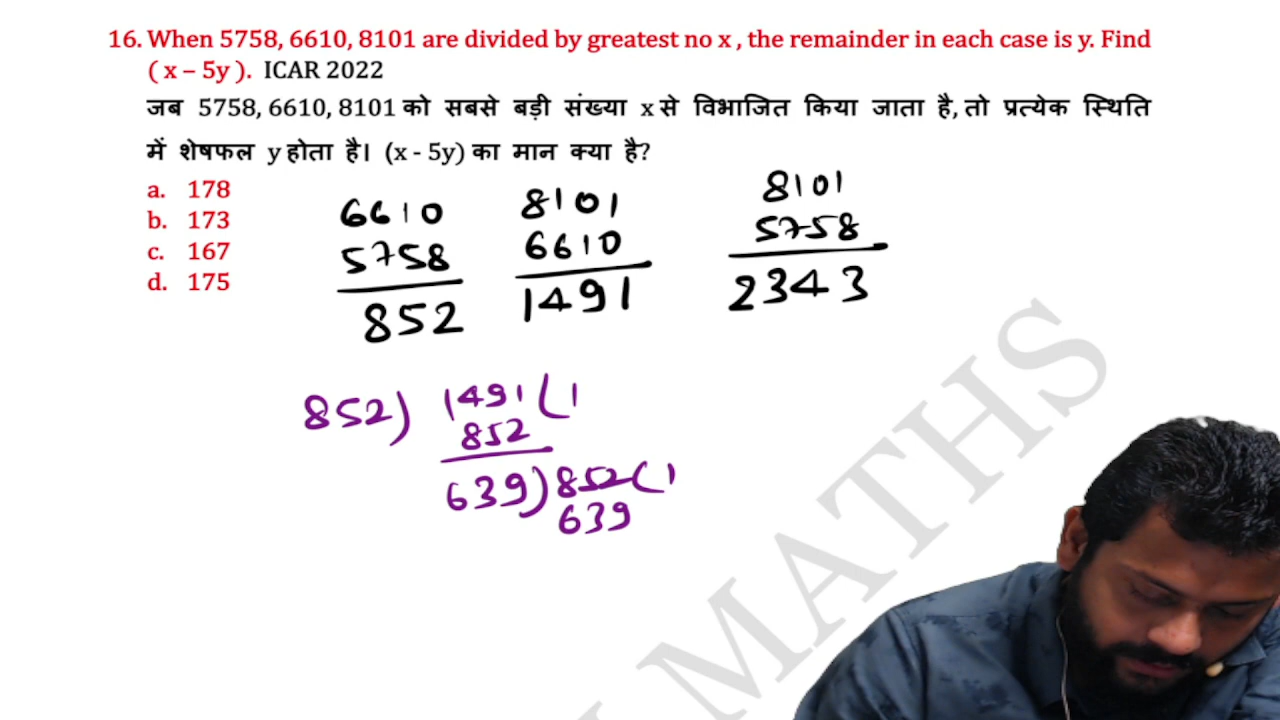 16. When 5758, 6610, 8101 are divided by greatest no x , the remainder in each case is y. Find
( x – 5y ). ICAR 2022
जब 5758, 6610, 8101 को सबसे बड़ी संख्या x से विभाजित किया जाता है, तो प्रत्येक स्थिति
में शेषफल y होता है। (x - 5y) का मान क्या है?
a. 178
b. 173
c. 167
d. 175
6610
5758
852
8101
6610
1491
8101
5758
2343
852) 1491 ( 1
852
639) 852 ( 1
639
MATHS